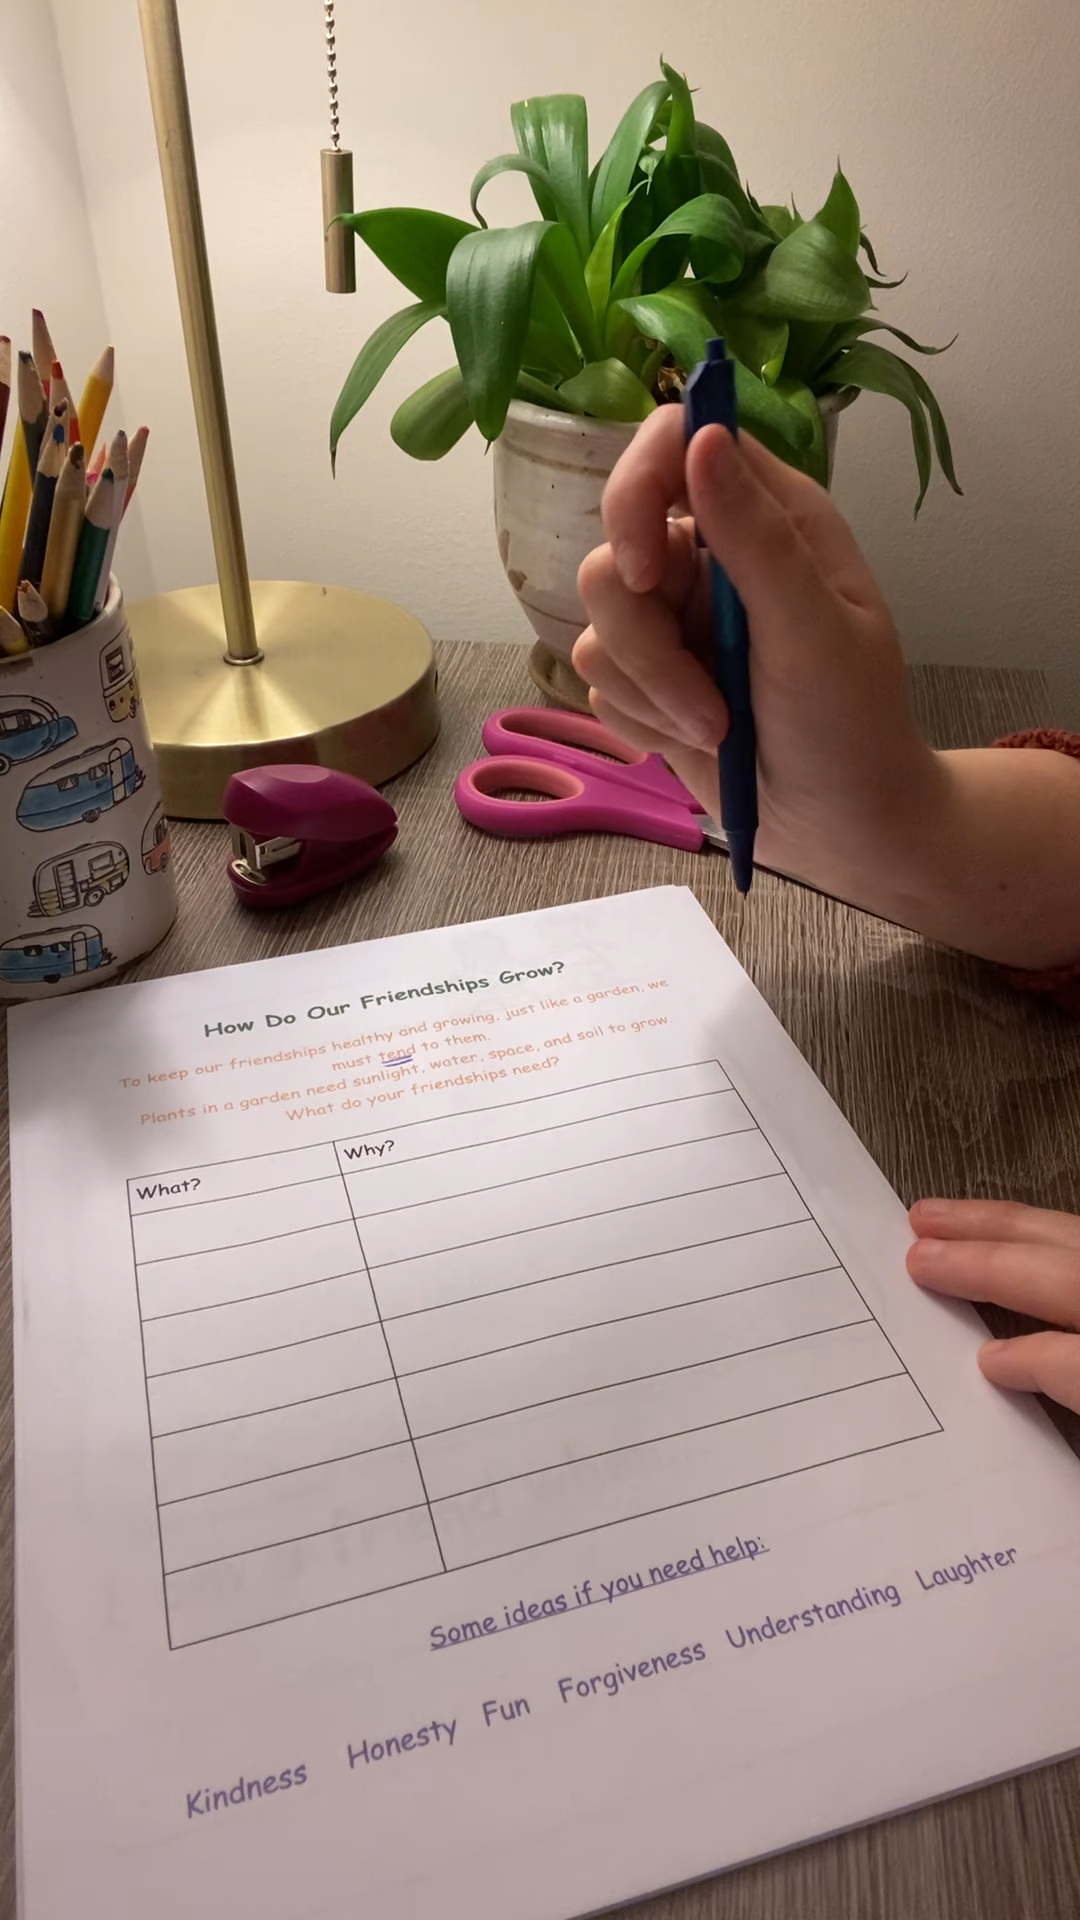 How Do Our Friendships Grow?
To keep our friendships healthy and growing, just like a garden, we
must tend to them.
Plants in a garden need sunlight, water, space, and soil to grow.
What do your friendships need?
What? Why?
Some ideas if you need help:
Kindness Honesty Fun Forgiveness Understanding Laughter